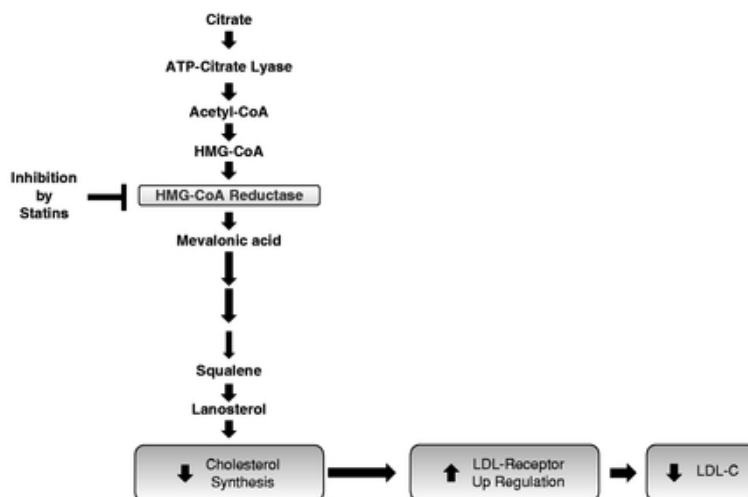 Citrate
ATP-Citrate Lyase
Acetyl-CoA
HMG-CoA
Inhibition
by
Statins
HMG-CoA Reductase
Mevalonic acid
Squalene
Lanosterol
Cholesterol
Synthesis
LDL-Receptor
Up Regulation
LDL-C